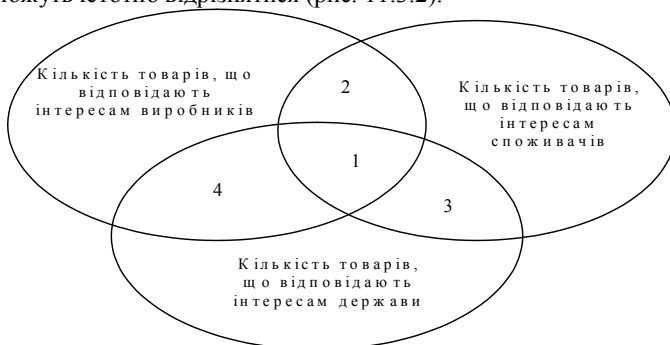 істотно відрізнятися (рис. 11.3.2).
Кількість товарів, що
відповідають
інтересам виробників
2
Кількість товарів,
що відповідають
інтересам
споживачів
1
4
3
Кількість товарів,
що відповідають
інтересам держави